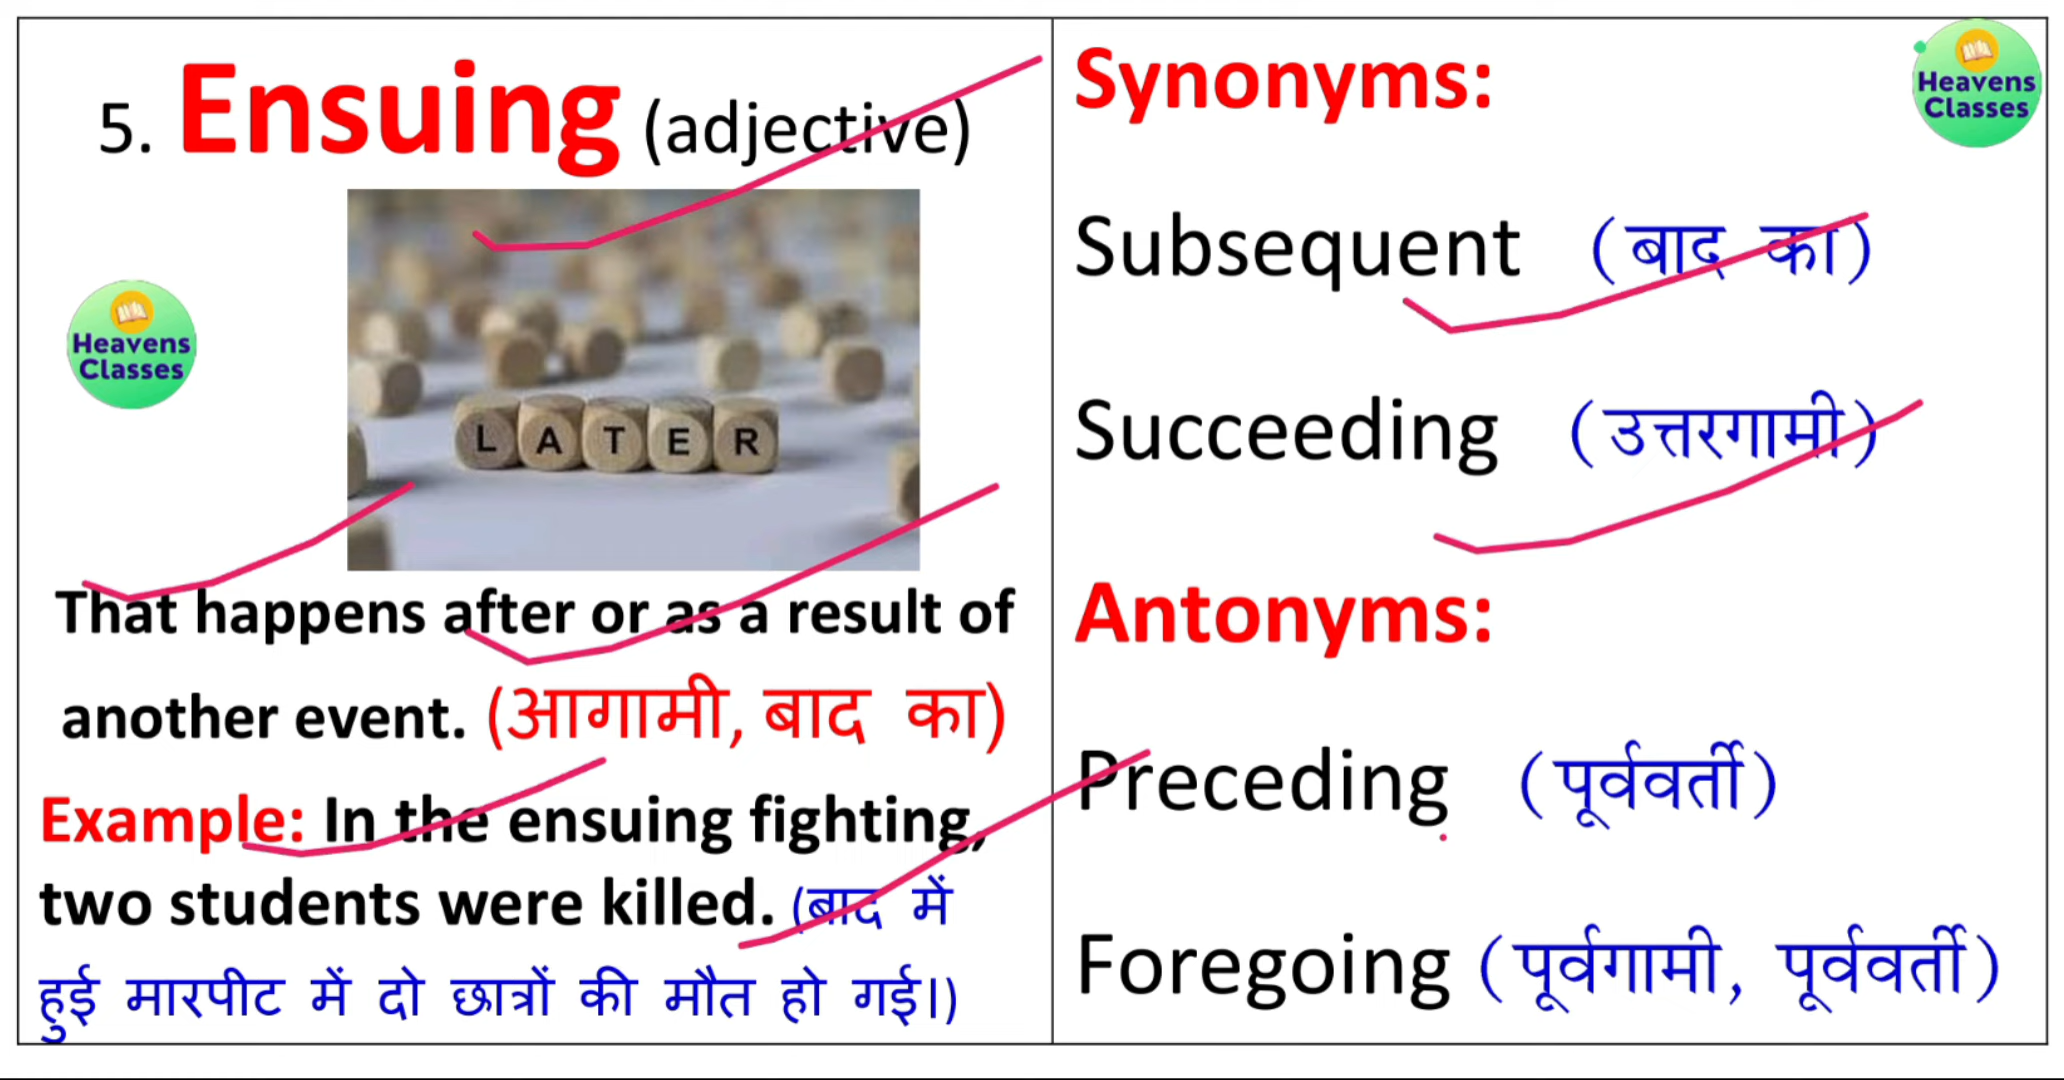 5. Ensuing (adjective)
Heavens
Classes
LATER
That happens after or as a result of
another event. (आगामी, बाद का)
Example: In the ensuing fighting,
two students were killed. (बाद में
हुई मारपीट में दो छात्रों की मौत हो गई।)
Synonyms:
Heavens
Classes
Subsequent (बाद का)
Succeeding (उत्तरगामी)
Antonyms:
Preceding (पूर्ववर्ती)
Foregoing (पूर्वगामी, पूर्ववर्ती)